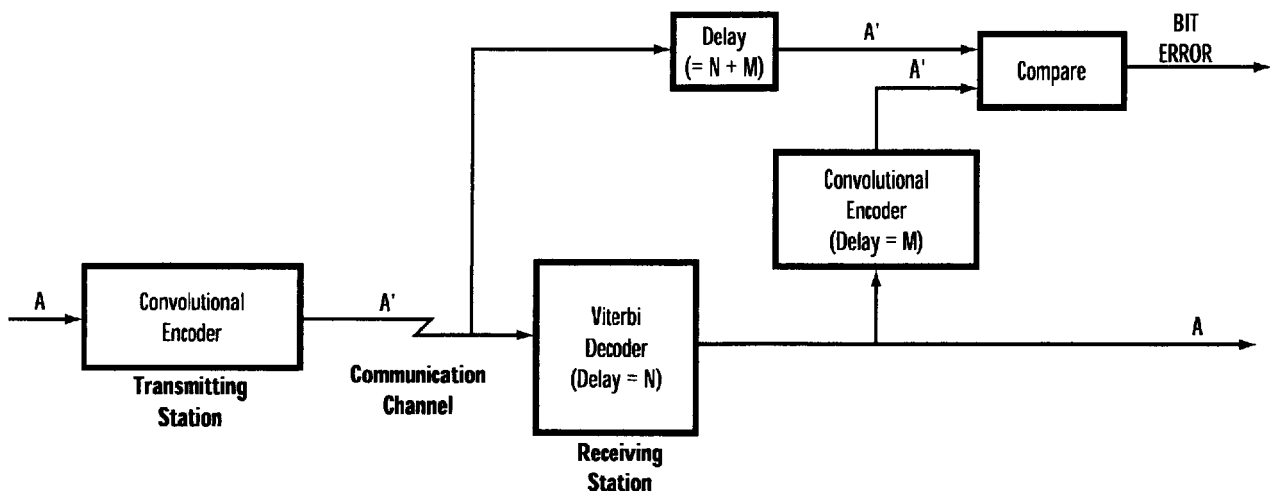 Delay
(= N + M)
A'
A'
Compare
BIT
ERROR
Convolutional
Encoder
(Delay = M)
A
Convolutional
Encoder
Transmitting
Station
A'
Communication
Channel
Viterbi
Decoder
(Delay = N)
Receiving
Station
A